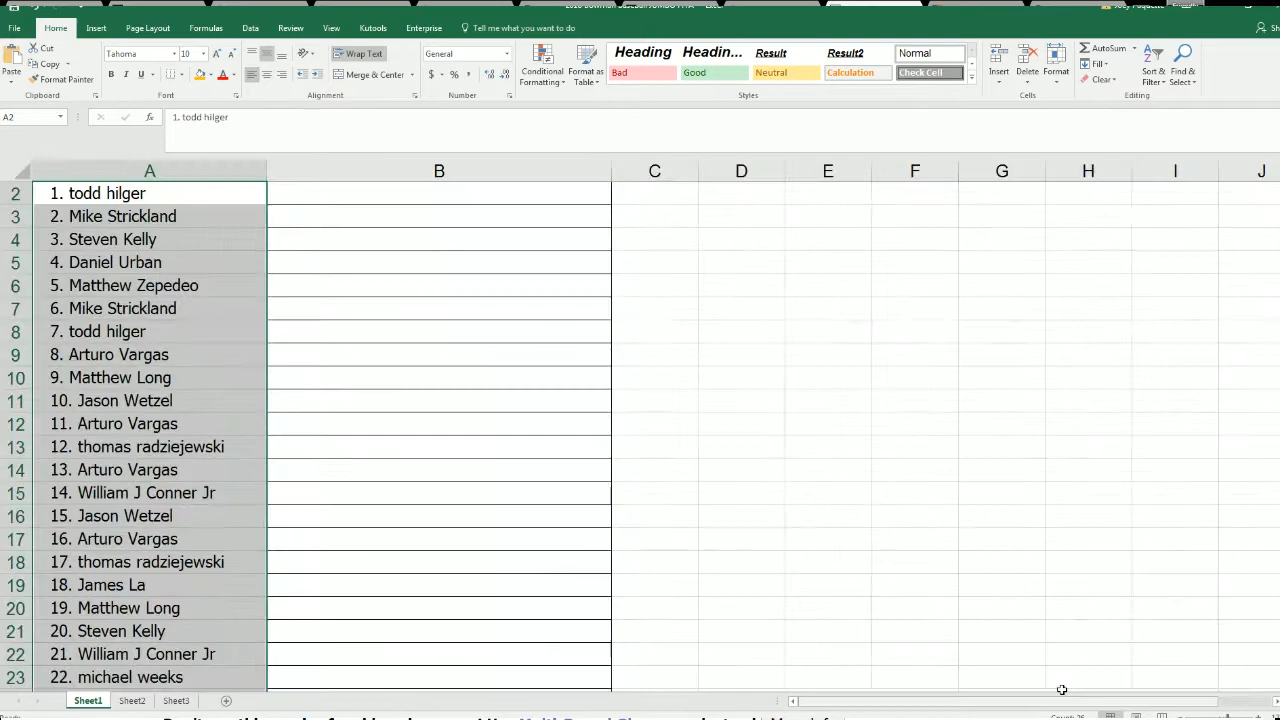 File Home Insert Page Layout Formulas Data Review View Kutools Enterprise Tell me what you want to do
Cut
Copy
Format Painter
Paste
Clipboard
Tahoma 10
B I U
Font
Wrap Text
Merge & Center
Alignment
General
$ % ,
Number
Conditional Formatting
Format as Table
Heading Headin... Result Result2 Normal
Bad Good Neutral Calculation Check Cell
Styles
Insert Delete Format
Cells
AutoSum
Fill
Clear
Sort & Filter
Find & Select
Editing
A2 fx 1. todd hilger
A B C D E F G H I J
2 1. todd hilger
3 2. Mike Strickland
4 3. Steven Kelly
5 4. Daniel Urban
6 5. Matthew Zepedeo
7 6. Mike Strickland
8 7. todd hilger
9 8. Arturo Vargas
10 9. Matthew Long
11 10. Jason Wetzel
12 11. Arturo Vargas
13 12. thomas radziejewski
14 13. Arturo Vargas
15 14. William J Conner Jr
16 15. Jason Wetzel
17 16. Arturo Vargas
18 17. thomas radziejewski
19 18. James La
20 19. Matthew Long
21 20. Steven Kelly
22 21. William J Conner Jr
23 22. michael weeks
Sheet1 Sheet2 Sheet3